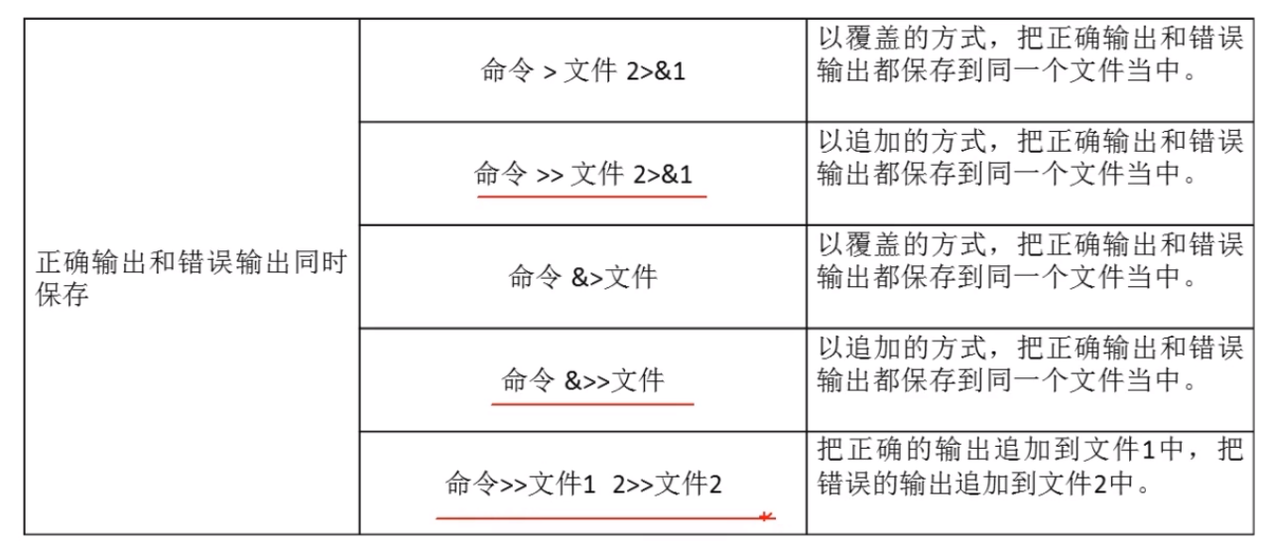 正确输出和错误输出同时
保存
命令 > 文件 2>&1
以覆盖的方式，把正确输出和错误
输出都保存到同一个文件当中。
命令 >> 文件 2>&1
以追加的方式，把正确输出和错误
输出都保存到同一个文件当中。
命令 &>文件
以覆盖的方式，把正确输出和错误
输出都保存到同一个文件当中。
命令 &>>文件
以追加的方式，把正确输出和错误
输出都保存到同一个文件当中。
命令>>文件1 2>>文件2
把正确的输出追加到文件1中，把
错误的输出追加到文件2中。